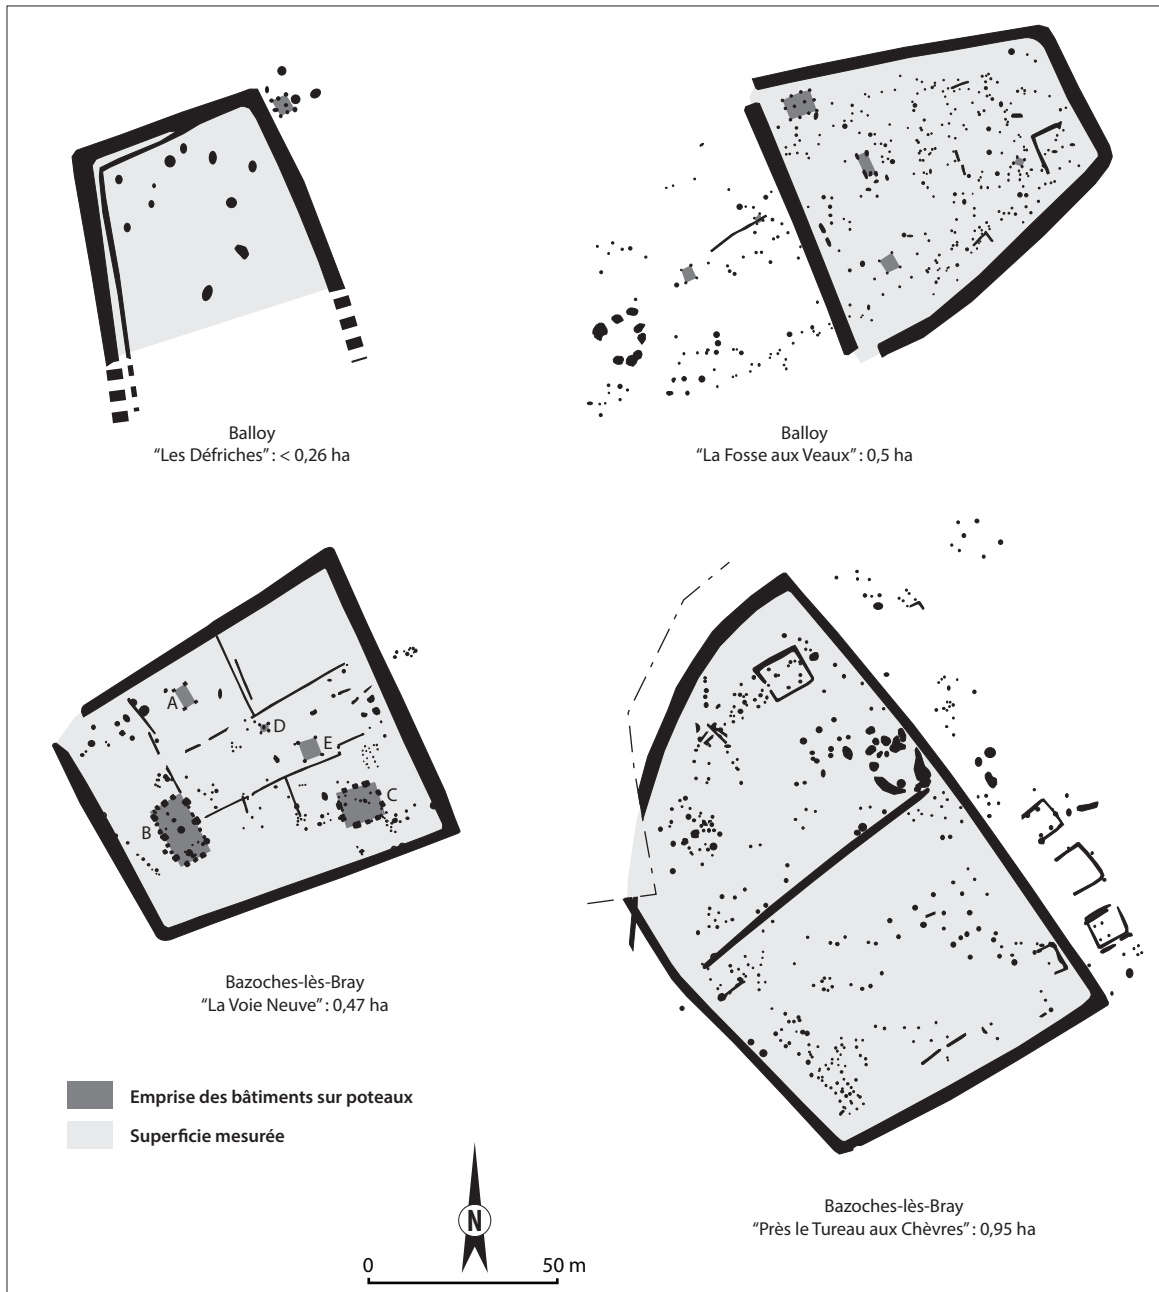 Balloy
“Les Défriches” : < 0,26 ha
Balloy
“La Fosse aux Veaux” : 0,5 ha
A
D
E
C
B
Bazoches-lès-Bray
“La Voie Neuve” : 0,47 ha
Emprise des bâtiments sur poteaux
Superficie mesurée
Bazoches-lès-Bray
“Près le Tureau aux Chèvres” : 0,95 ha
N
0 50 m